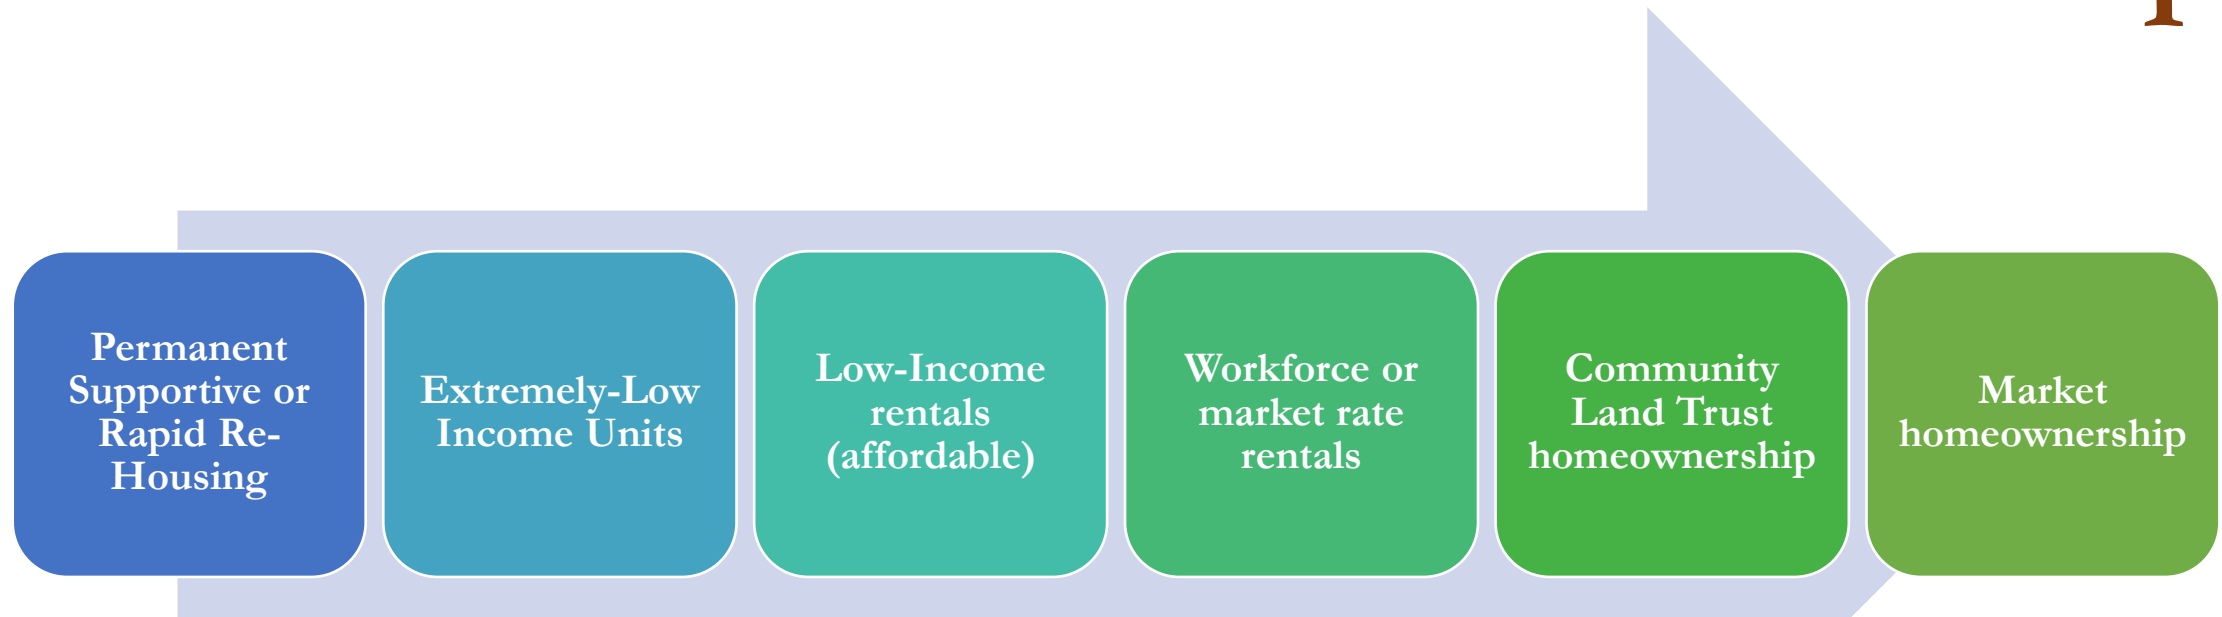 Permanent
Supportive or
Rapid Re-
Housing
Extremely-Low
Income Units
Low-Income
rentals
(affordable)
Workforce or
market rate
rentals
Community
Land Trust
homeownership
Market
homeownership